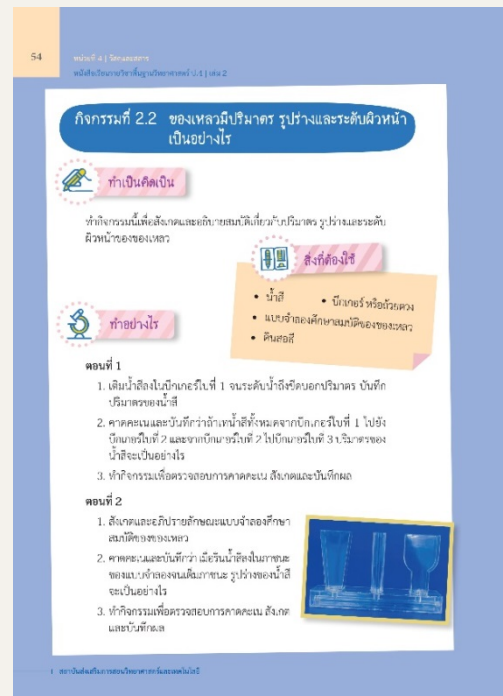 54
หน่วยที่ 4 | วัสดุและสสาร
หนังสือเรียนรายวิชาพื้นฐานวิทยาศาสตร์ ป.4 | เล่ม 2
กิจกรรมที่ 2.2 ของเหลวมีปริมาตร รูปร่างและระดับผิวหน้า
เป็นอย่างไร
ทำเป็นคิดเป็น
ทำกิจกรรมนี้เพื่อสังเกตและอธิบายสมบัติเกี่ยวกับปริมาตร รูปร่างและระดับ
ผิวหน้าของของเหลว
สิ่งที่ต้องใช้
• น้ำสี • บีกเกอร์ หรือถ้วยตวง
• แบบจำลองศึกษาสมบัติของของเหลว
• ดินสอสี
ทำอย่างไร
ตอนที่ 1
1. เติมน้ำสีลงในบีกเกอร์ใบที่ 1 จนระดับน้ำถึงขีดบอกปริมาตร บันทึก
ปริมาตรของน้ำสี
2. คาดคะเนและบันทึกว่าถ้าเทน้ำสีทั้งหมดจากบีกเกอร์ใบที่ 1 ไปยัง
บีกเกอร์ใบที่ 2 และจากบีกเกอร์ใบที่ 2 ไปบีกเกอร์ใบที่ 3 ปริมาตรของ
น้ำสีจะเป็นอย่างไร
3. ทำกิจกรรมเพื่อตรวจสอบการคาดคะเน สังเกตและบันทึกผล
ตอนที่ 2
1. สังเกตและอภิปรายลักษณะแบบจำลองศึกษา
สมบัติของของเหลว
2. คาดคะเนและบันทึกว่า เมื่อรินน้ำสีลงในภาชนะ
ของแบบจำลองจนเต็มภาชนะ รูปร่างของน้ำสี
จะเป็นอย่างไร
3. ทำกิจกรรมเพื่อตรวจสอบการคาดคะเน สังเกต
และบันทึกผล
สถาบันส่งเสริมการสอนวิทยาศาสตร์และเทคโนโลยี